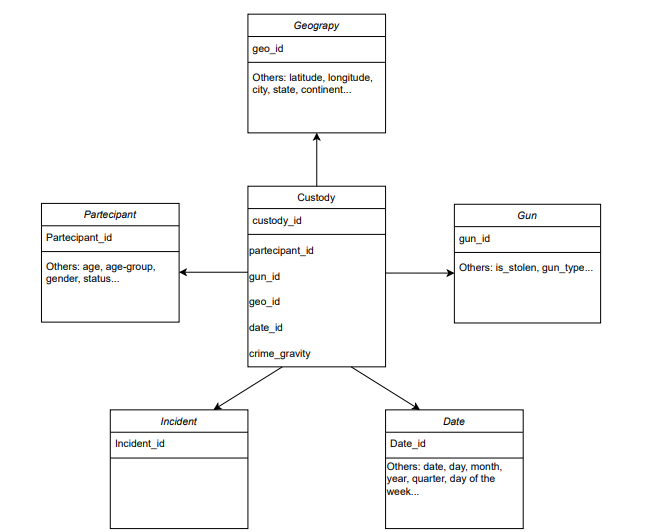 Geograpy
geo_id
Others: latitude, longitude,
city, state, continent...
Partecipant
Partecipant_id
Others: age, age-group,
gender, status...
Custody
custody_id
partecipant_id
gun_id
geo_id
date_id
crime_gravity
Gun
gun_id
Others: is_stolen, gun_type...
Incident
Incident_id
Date
Date_id
Others: date, day, month,
year, quarter, day of the
week...